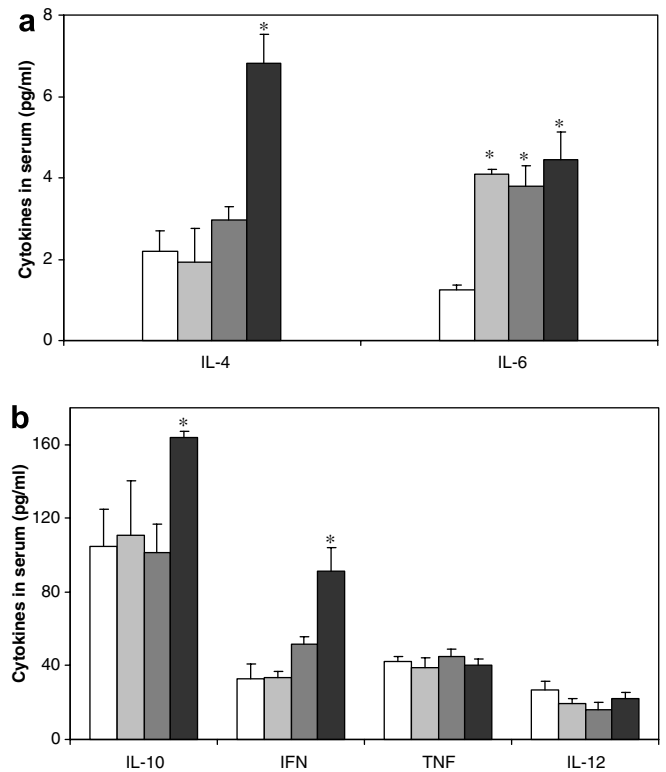 a
Cytokines in serum (pg/ml)
8
6
4
2
0
*
*
*
*
IL-4
IL-6
b
Cytokines in serum (pg/ml)
160
120
80
40
0
*
*
IL-10
IFN
TNF
IL-12